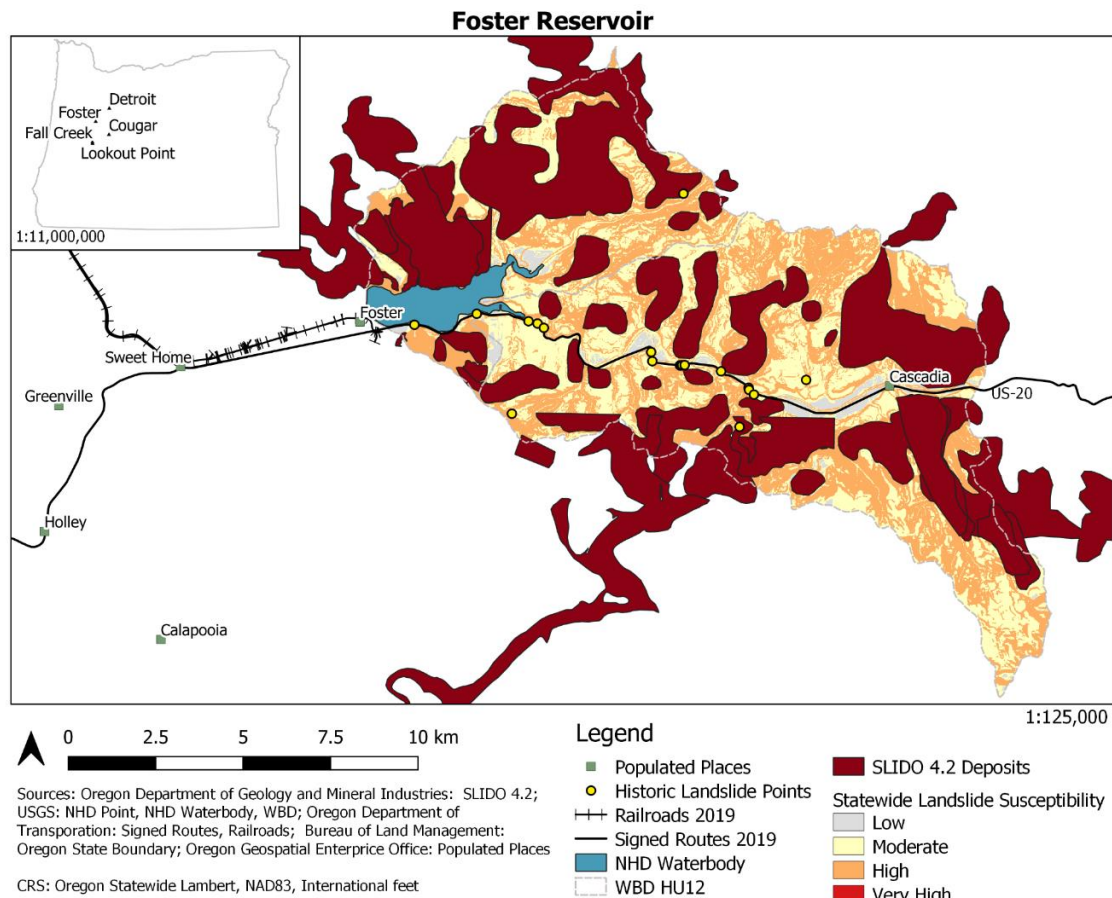 Foster Reservoir
Detroit
Foster
Cougar
Fall Creek
Lookout Point
1:11,000,000
Foster
Sweet Home
Greenville
Cascadia
US-20
Holley
Calapooia
1:125,000
0 2.5 5 7.5 10 km
Sources: Oregon Department of Geology and Mineral Industries: SLIDO 4.2;
USGS: NHD Point, NHD Waterbody, WBD; Oregon Department of
Transporation: Signed Routes, Railroads; Bureau of Land Management:
Oregon State Boundary; Oregon Geospatial Enterprice Office: Populated Places
CRS: Oregon Statewide Lambert, NAD83, International feet
Legend
Populated Places
Historic Landslide Points
Railroads 2019
Signed Routes 2019
NHD Waterbody
WBD HU12
SLIDO 4.2 Deposits
Statewide Landslide Susceptibility
Low
Moderate
High
Very High